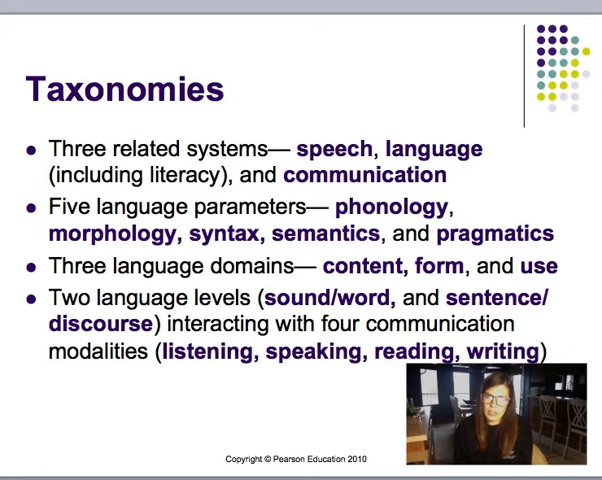 Taxonomies
Three related systems— speech, language
(including literacy), and communication
Five language parameters— phonology,
morphology, syntax, semantics, and pragmatics
Three language domains— content, form, and use
Two language levels (sound/word, and sentence/
discourse) interacting with four communication
modalities (listening, speaking, reading, writing)
Copyright © Pearson Education 2010